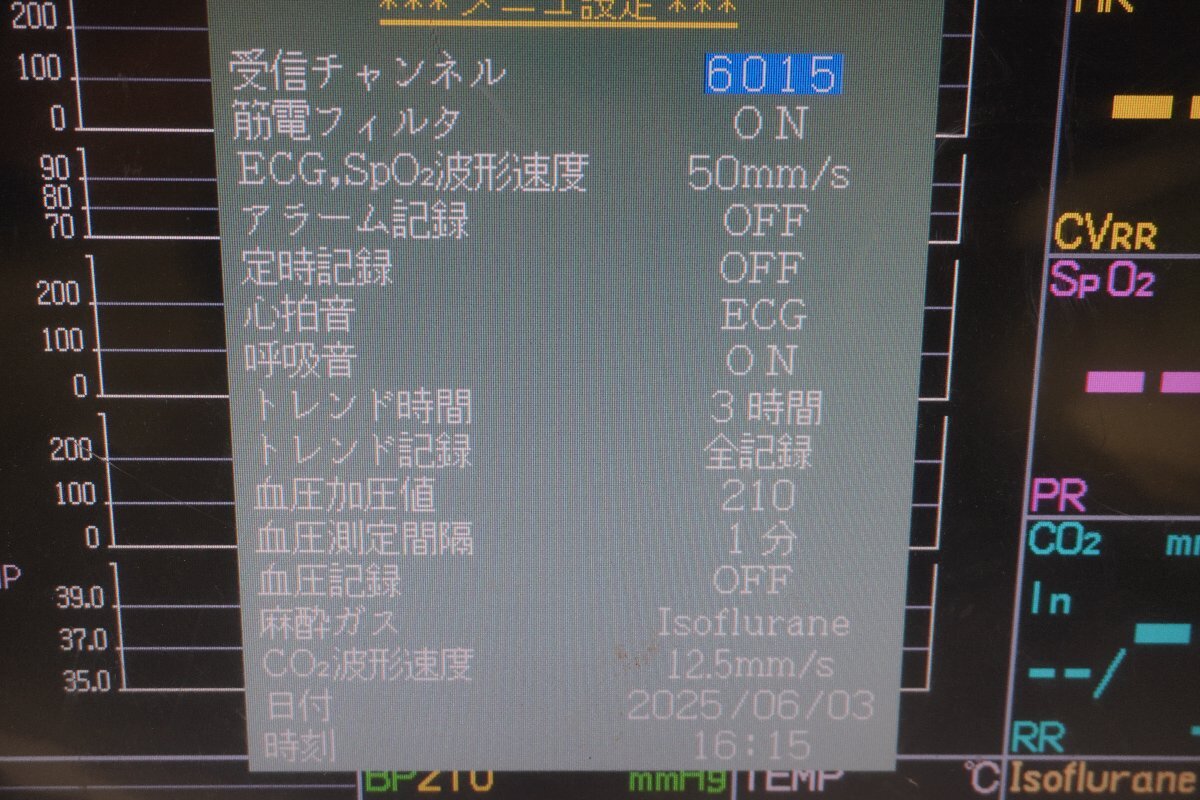 *** メニュ設定 ***
受信チャンネル 6015
筋電フィルタ ON
ECG,SpO₂波形速度 50mm/s
アラーム記録 OFF
定時記録 OFF
心拍音 ECG
呼吸音 ON
トレンド時間 3時間
トレンド記録 全記録
血圧加圧値 210
血圧測定間隔 1分
血圧記録 OFF
麻酔ガス Isoflurane
CO₂波形速度 12.5mm/s
日付 2025/06/03
時刻 16:15
200
100
0
90
80
70
200
100
0
200
100
0
39.0
37.0
35.0
HR
CVRR
SpO₂
PR
CO₂
In
--/
RR
BP210 mmHg
TEMP ℃
Isoflurane